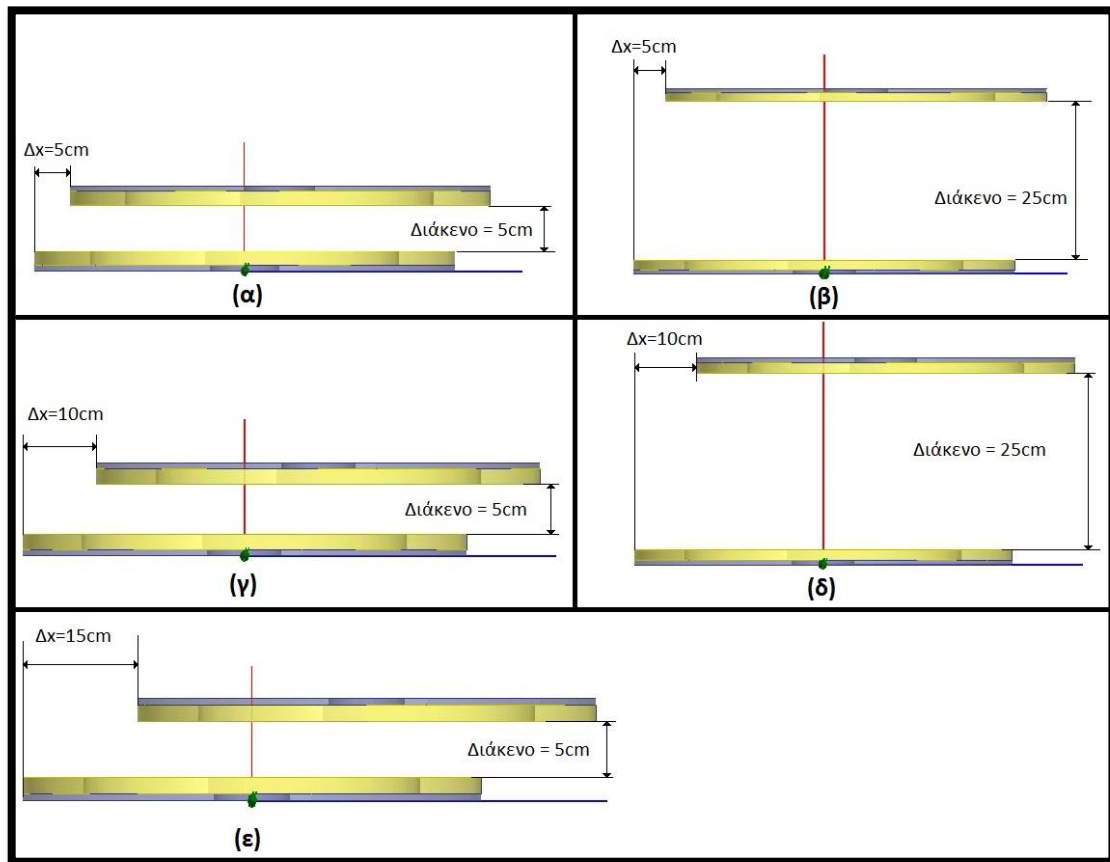 Δx=5cm
Διάκενο = 5cm
(α)
Δx=5cm
Διάκενο = 25cm
(β)
Δx=10cm
Διάκενο = 5cm
(γ)
Δx=10cm
Διάκενο = 25cm
(δ)
Δx=15cm
Διάκενο = 5cm
(ε)